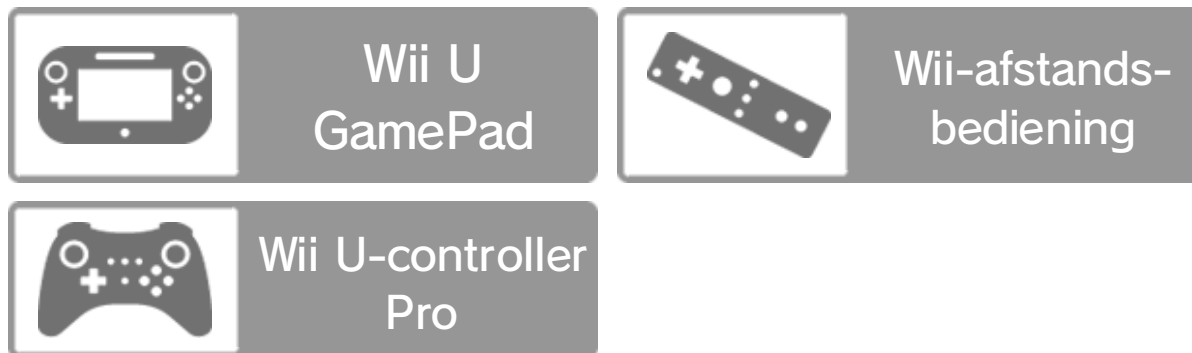 Wii U
GamePad
Wii-afstands-
bediening
Wii U-controller
Pro